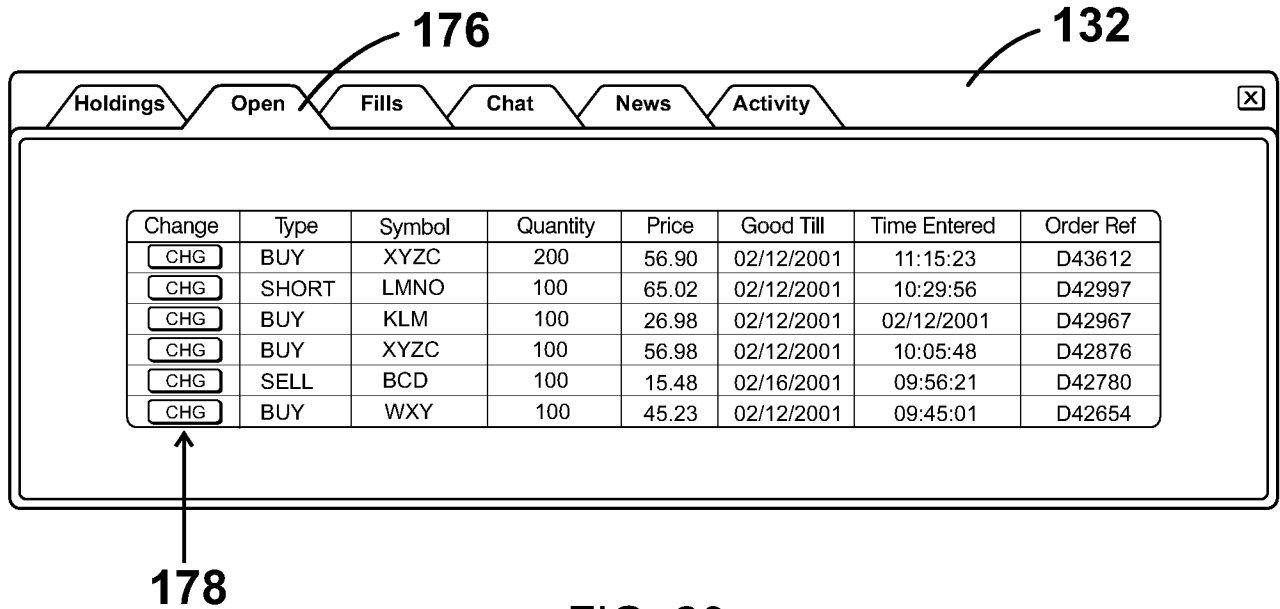 176 132
Holdings Open Fills Chat News Activity X
Change Type Symbol Quantity Price Good Till Time Entered Order Ref
CHG BUY XYZC 200 56.90 02/12/2001 11:15:23 D43612
CHG SHORT LMNO 100 65.02 02/12/2001 10:29:56 D42997
CHG BUY KLM 100 26.98 02/12/2001 02/12/2001 D42967
CHG BUY XYZC 100 56.98 02/12/2001 10:05:48 D42876
CHG SELL BCD 100 15.48 02/16/2001 09:56:21 D42780
CHG BUY WXY 100 45.23 02/12/2001 09:45:01 D42654
178